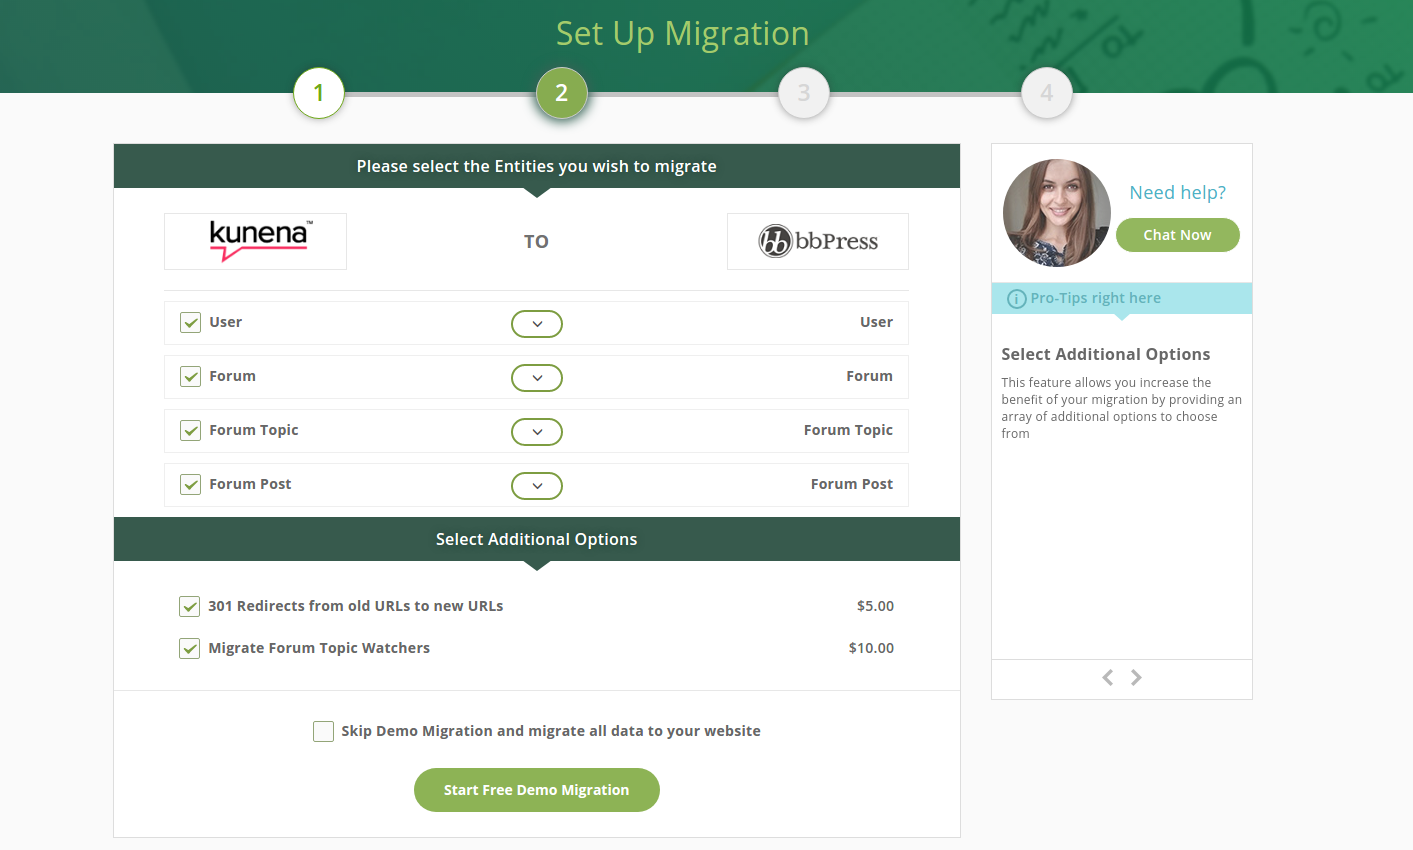 Set Up Migration
1
2
3
4
Please select the Entities you wish to migrate
kunena™
TO
bb bbPress
User
User
Forum
Forum
Forum Topic
Forum Topic
Forum Post
Forum Post
Select Additional Options
301 Redirects from old URLs to new URLs
$5.00
Migrate Forum Topic Watchers
$10.00
Skip Demo Migration and migrate all data to your website
Start Free Demo Migration
Need help?
Chat Now
i Pro-Tips right here
Select Additional Options
This feature allows you increase the
benefit of your migration by providing an
array of additional options to choose
from